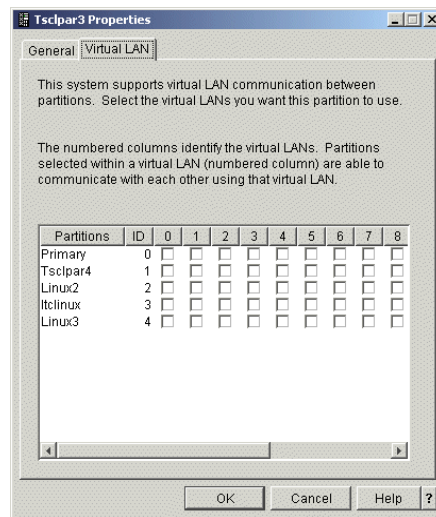 Tsclpar3 Properties
General Virtual LAN
This system supports virtual LAN communication between
partitions. Select the virtual LANs you want this partition to use.
The numbered columns identify the virtual LANs. Partitions
selected within a virtual LAN (numbered column) are able to
communicate with each other using that virtual LAN.
Partitions ID 0 1 2 3 4 5 6 7 8
Primary 0
Tsclpar4 1
Linux2 2
Itclinux 3
Linux3 4
OK Cancel Help ?